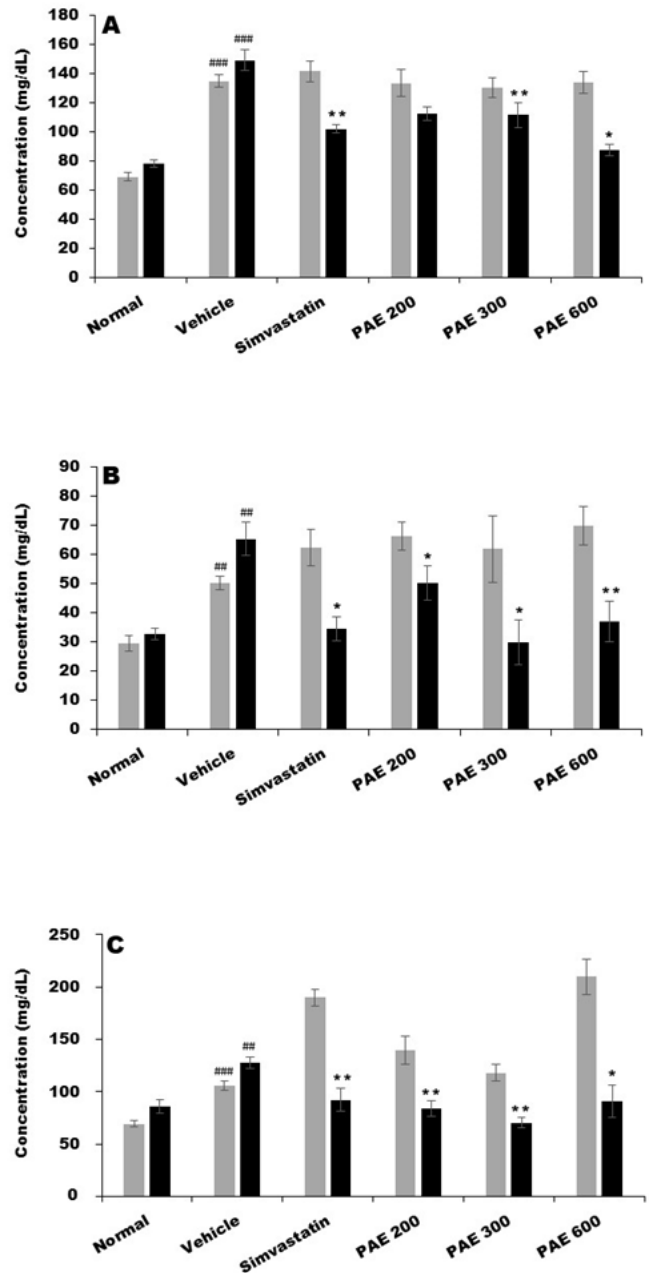 A
Concentration (mg/dL)
180
160
140
120
100
80
60
40
20
0
###
###
**
**
*
Normal
Vehicle
Simvastatin
PAE 200
PAE 300
PAE 600
B
Concentration (mg/dL)
90
80
70
60
50
40
30
20
10
0
##
##
*
*
*
**
Normal
Vehicle
Simvastatin
PAE 200
PAE 300
PAE 600
C
Concentration (mg/dL)
250
200
150
100
50
0
###
##
**
**
**
*
Normal
Vehicle
Simvastatin
PAE 200
PAE 300
PAE 600